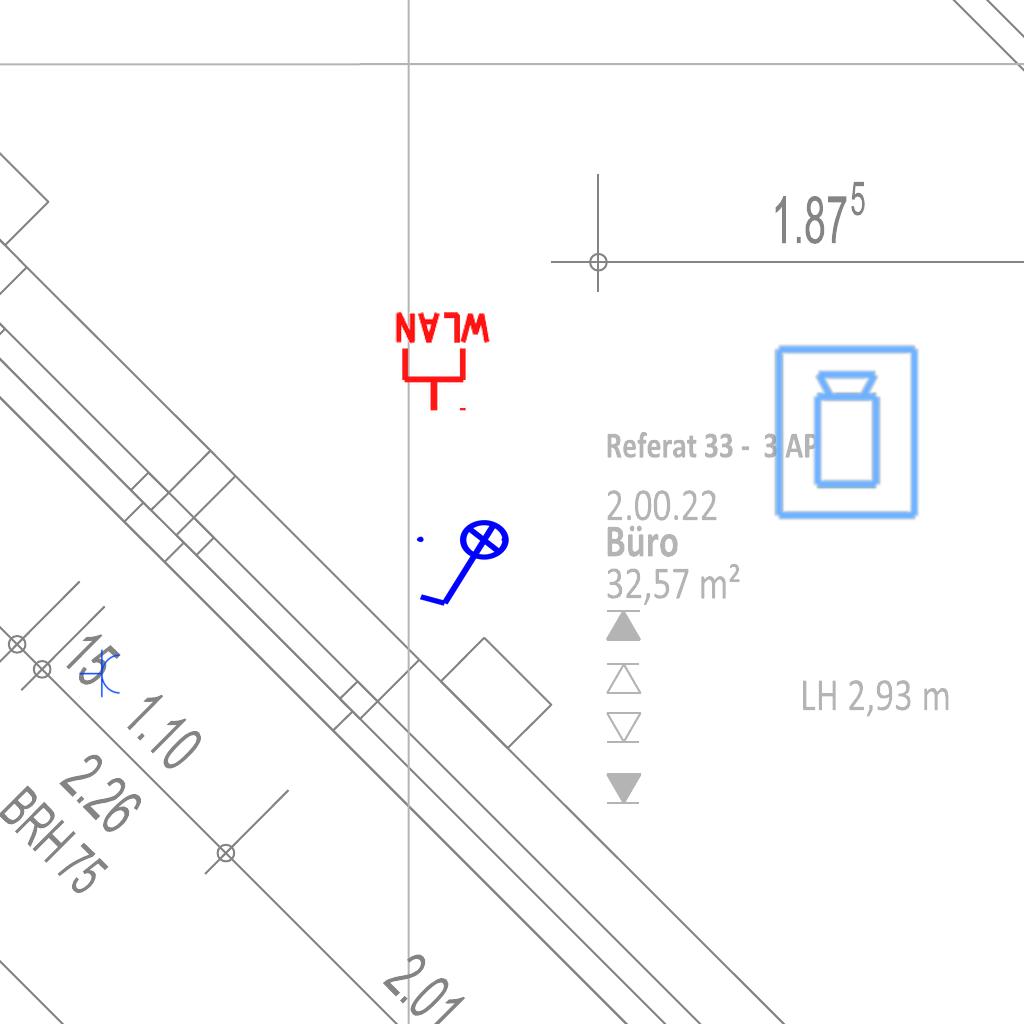 1.87⁵
WLAN
Referat 33 - 3 AP
2.00.22
Büro
32,57 m²
LH 2,93 m
15
1.10
2.26
BRH 75
2.01